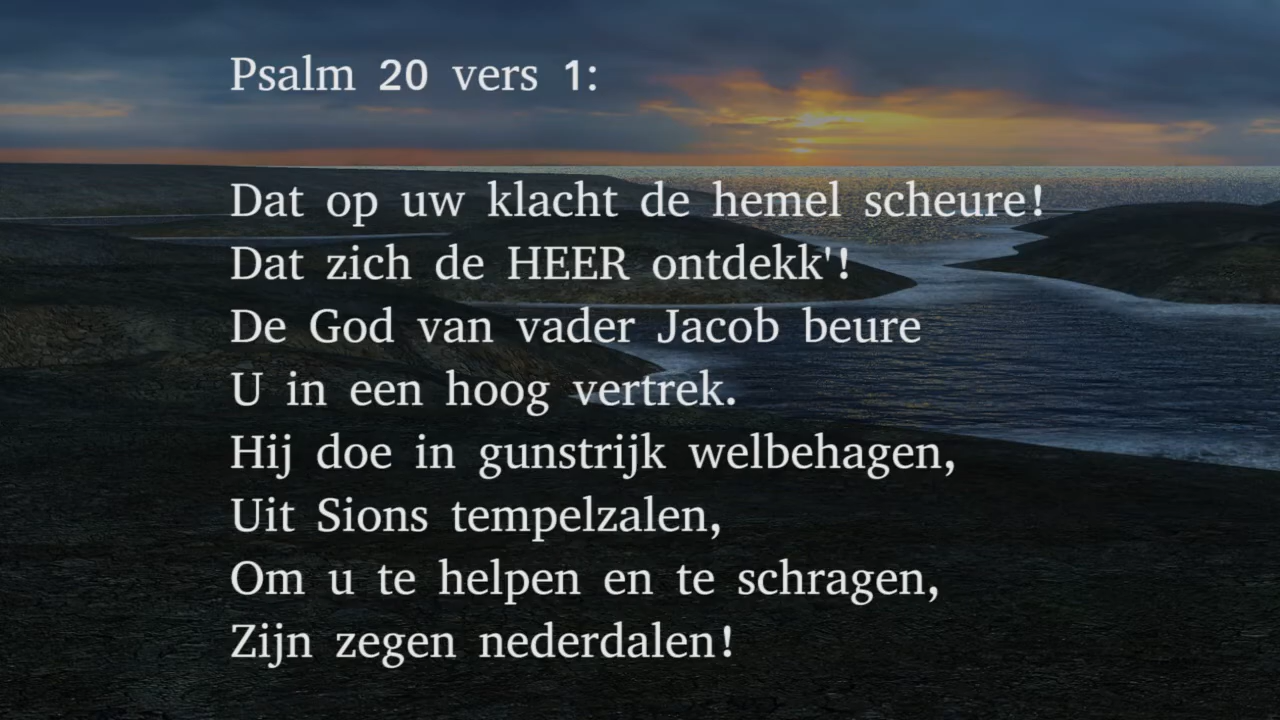 Psalm 20 vers 1:
Dat op uw klacht de hemel scheure!
Dat zich de HEER ontdekk'!
De God van vader Jacob beure
U in een hoog vertrek.
Hij doe in gunstrijk welbehagen,
Uit Sions tempelzalen,
Om u te helpen en te schragen,
Zijn zegen nederdalen!